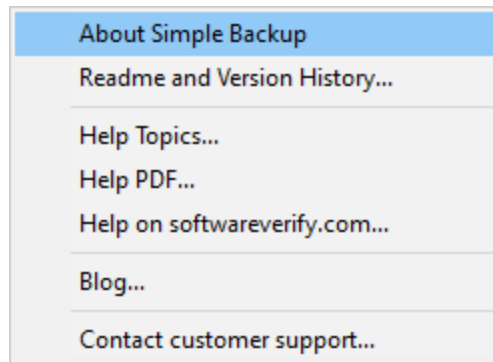 About Simple Backup
Readme and Version History...
Help Topics...
Help PDF...
Help on softwareverify.com...
Blog...
Contact customer support...